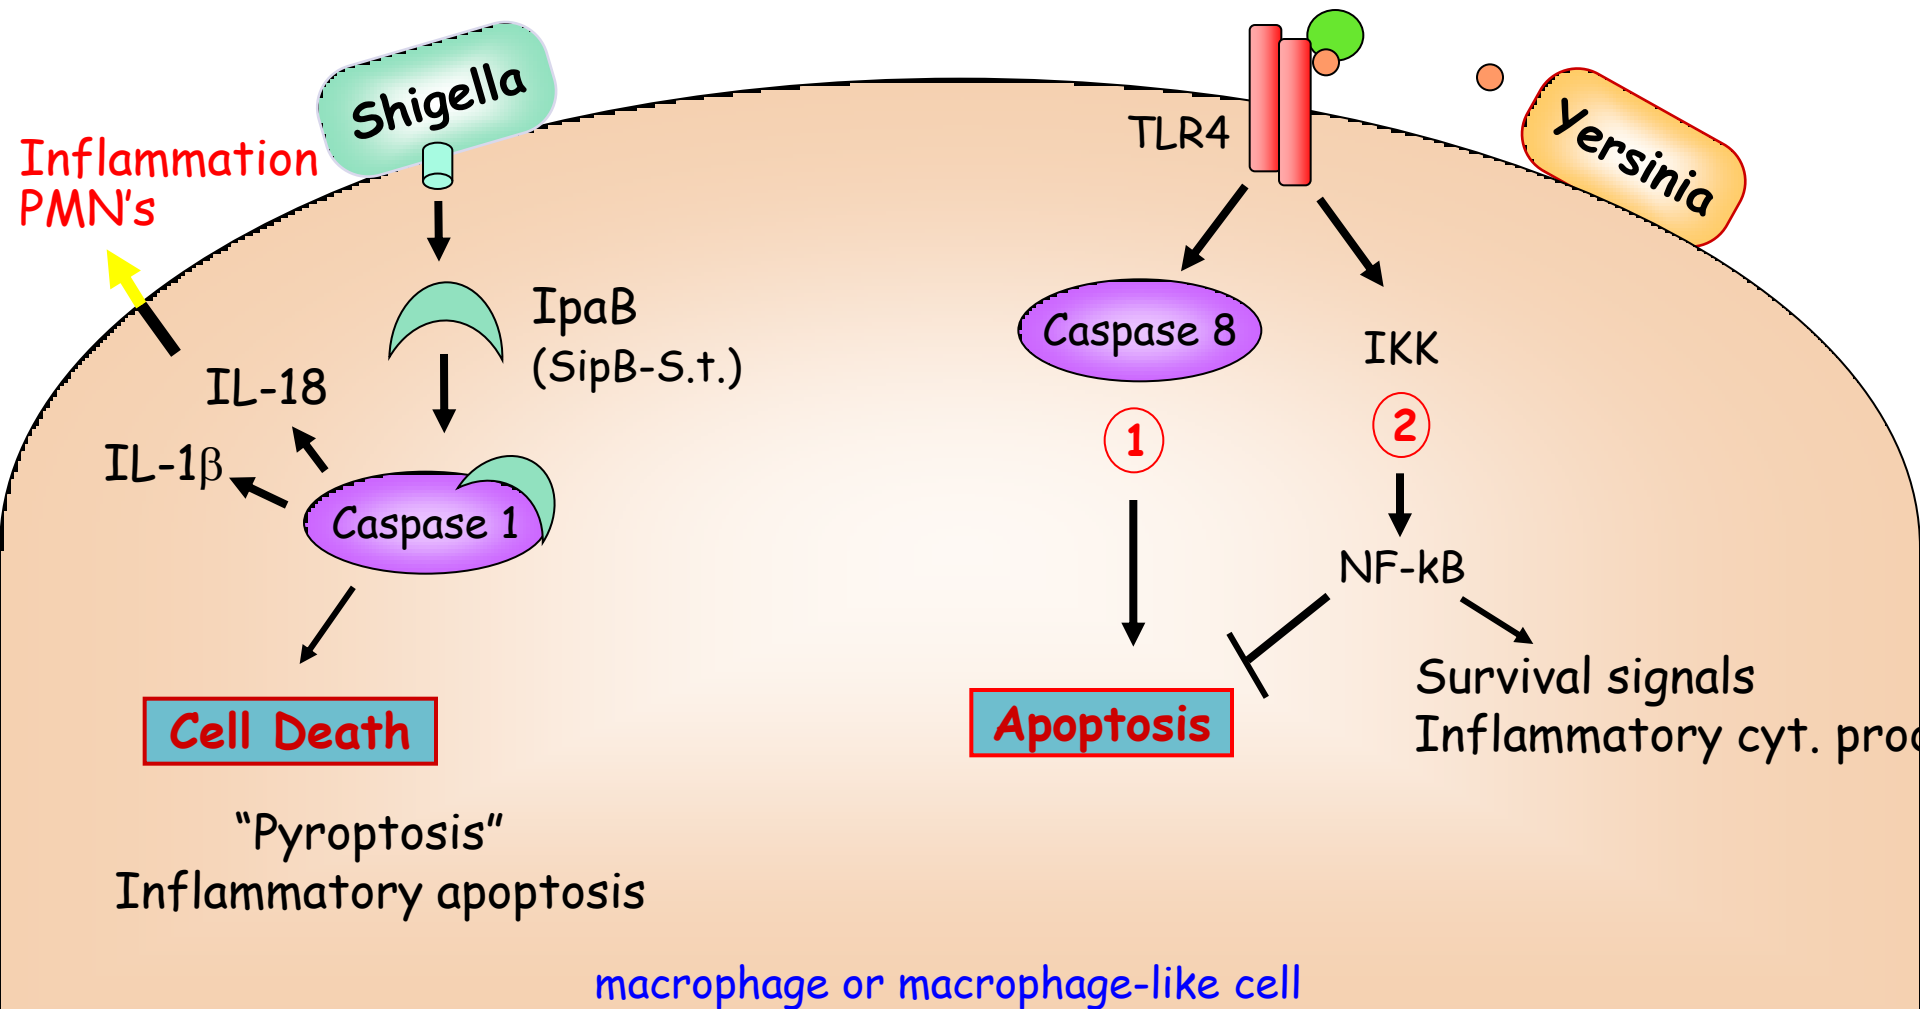 Shigella
Inflammation
PMN's
TLR4
Yersinia
IpaB
(SipB-S.t.)
Caspase 8
IKK
IL-18
IL-1β
1
2
Caspase 1
NF-kB
Cell Death
Apoptosis
Survival signals
Inflammatory cyt.
“Pyroptosis”
Inflammatory apoptosis
macrophage or macrophage-like cell